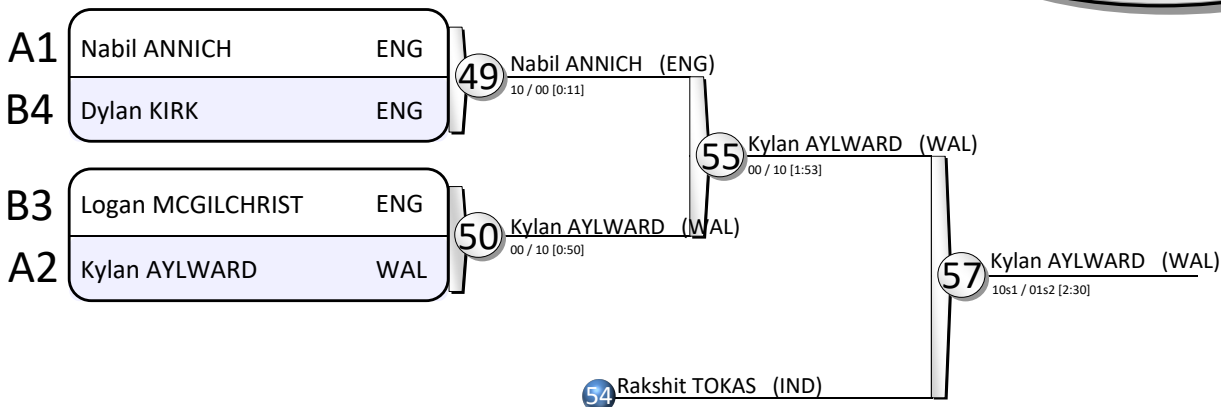 A1 Nabil ANNICH ENG
B4 Dylan KIRK ENG
49 Nabil ANNICH (ENG)
10 / 00 [0:11]
B3 Logan MCGILCHRIST ENG
A2 Kylan AYLWARD WAL
50 Kylan AYLWARD (WAL)
00 / 10 [0:50]
55 Kylan AYLWARD (WAL)
00 / 10 [1:53]
57 Kylan AYLWARD (WAL)
10s1 / 01s2 [2:30]
54 Rakshit TOKAS (IND)